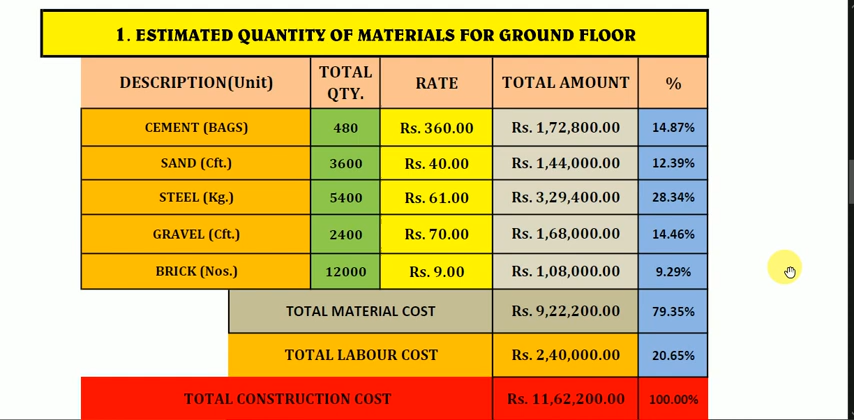 1. ESTIMATED QUANTITY OF MATERIALS FOR GROUND FLOOR
DESCRIPTION(Unit) TOTAL QTY. RATE TOTAL AMOUNT %
CEMENT (BAGS) 480 Rs. 360.00 Rs. 1,72,800.00 14.87%
SAND (Cft.) 3600 Rs. 40.00 Rs. 1,44,000.00 12.39%
STEEL (Kg.) 5400 Rs. 61.00 Rs. 3,29,400.00 28.34%
GRAVEL (Cft.) 2400 Rs. 70.00 Rs. 1,68,000.00 14.46%
BRICK (Nos.) 12000 Rs. 9.00 Rs. 1,08,000.00 9.29%
TOTAL MATERIAL COST Rs. 9,22,200.00 79.35%
TOTAL LABOUR COST Rs. 2,40,000.00 20.65%
TOTAL CONSTRUCTION COST Rs. 11,62,200.00 100.00%